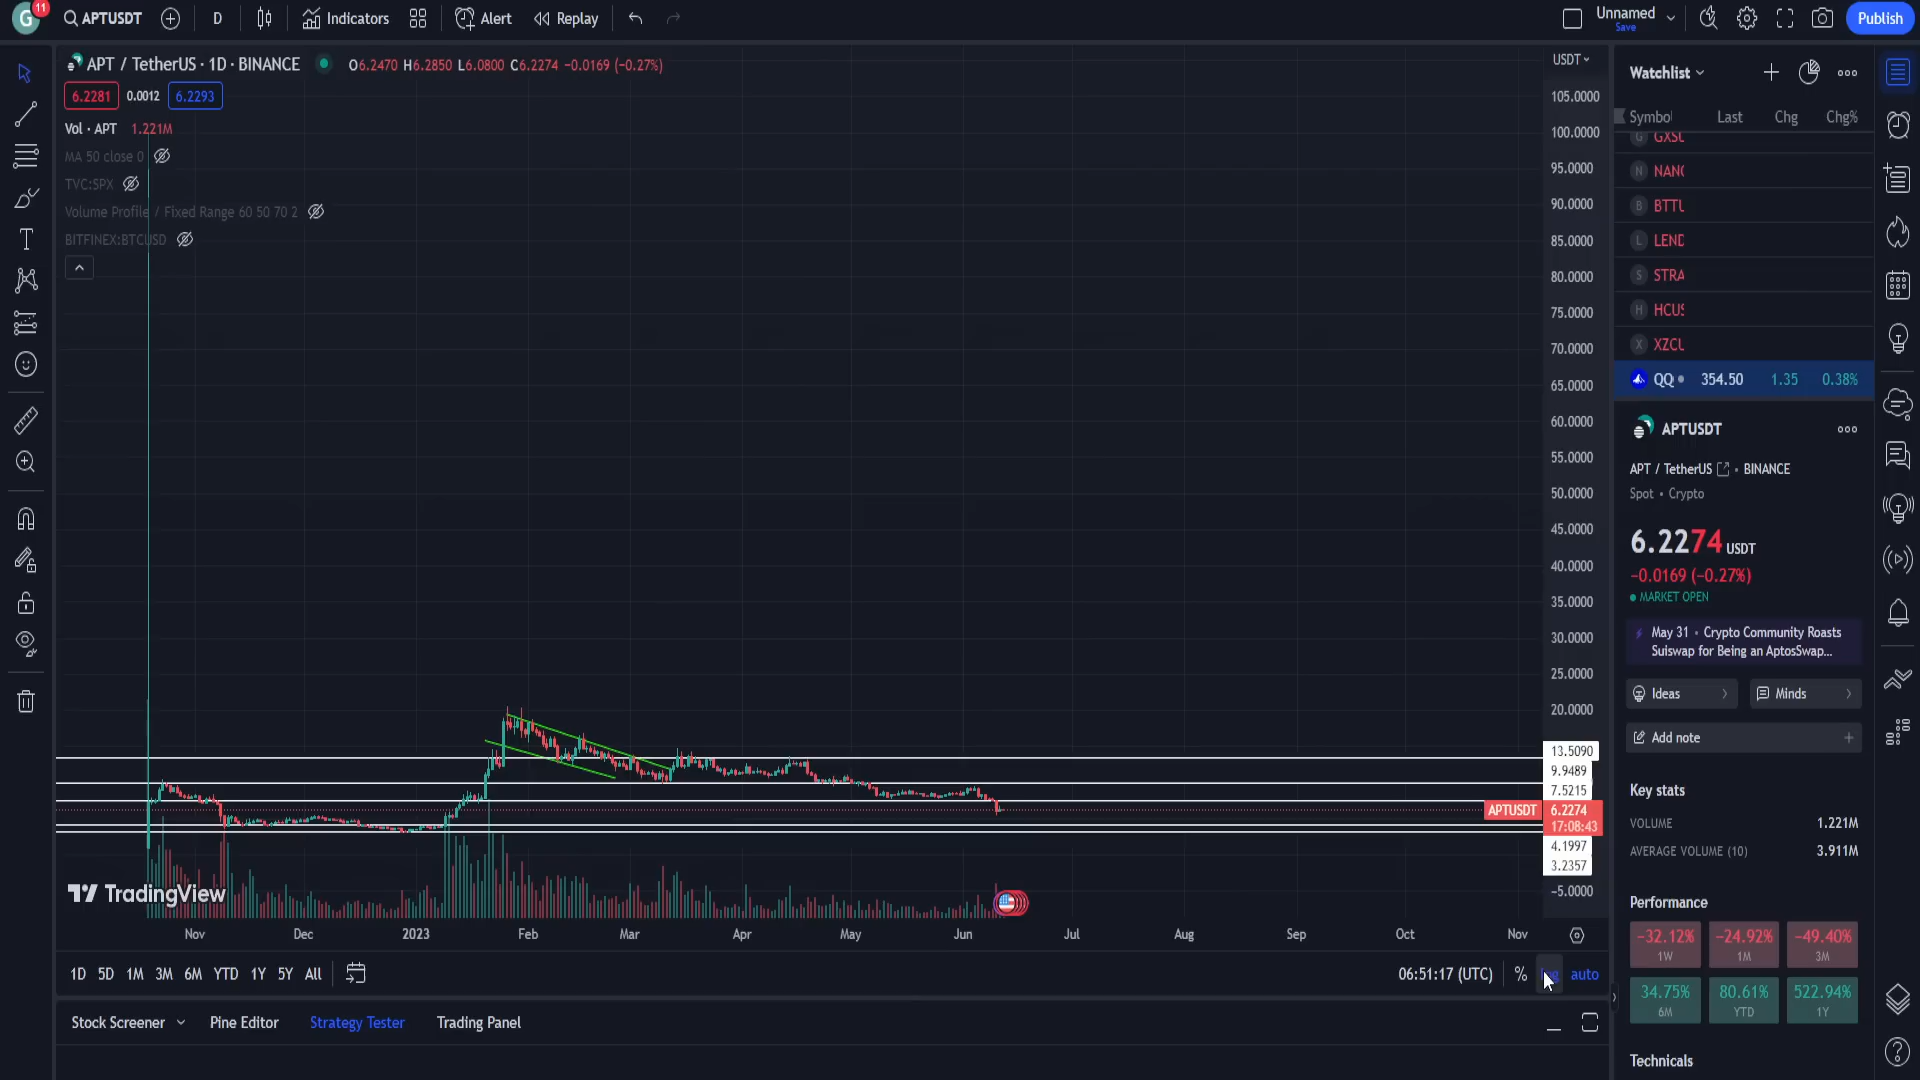 G
11
APTUSDT
D
Indicators
Alert
Replay
Unnamed
Save
Publish
APT / TetherUS · 1D · BINANCE
O6.2470 H6.2850 L6.0800 C6.2274 −0.0169 (−0.27%)
6.2281
0.0012
6.2293
Vol · APT 1.221M
MA 50 close 0
TVC:SPX
Volume Profile / Fixed Range 60 50 70 2
BITFINEX:BTCUSD
USDT
105.0000
100.0000
95.0000
90.0000
85.0000
80.0000
75.0000
70.0000
65.0000
60.0000
55.0000
50.0000
45.0000
40.0000
35.0000
30.0000
25.0000
20.0000
13.5090
9.9489
7.5215
APTUSDT 6.2274
17:08:43
4.1997
3.2357
−5.0000
TradingView
Nov Dec 2023 Feb Mar Apr May Jun Jul Aug Sep Oct Nov
1D 5D 1M 3M 6M YTD 1Y 5Y All
06:51:17 (UTC) % auto
Stock Screener Pine Editor Strategy Tester Trading Panel
Watchlist
Symbol Last Chg Chg%
G GXSU
N NANO
B BTTU
L LEND
S STRA
H HCUS
X XZCU
QQ 354.50 1.35 0.38%
APTUSDT
APT / TetherUS • BINANCE
Spot • Crypto
6.2274 USDT
−0.0169 (−0.27%)
MARKET OPEN
May 31 • Crypto Community Roasts
Suiswap for Being an AptosSwap...
Ideas
Minds
Add note
Key stats
VOLUME 1.221M
AVERAGE VOLUME (10) 3.911M
Performance
−32.12% −24.92% −49.40%
1W 1M 3M
34.75% 80.61% 522.94%
6M YTD 1Y
Technicals